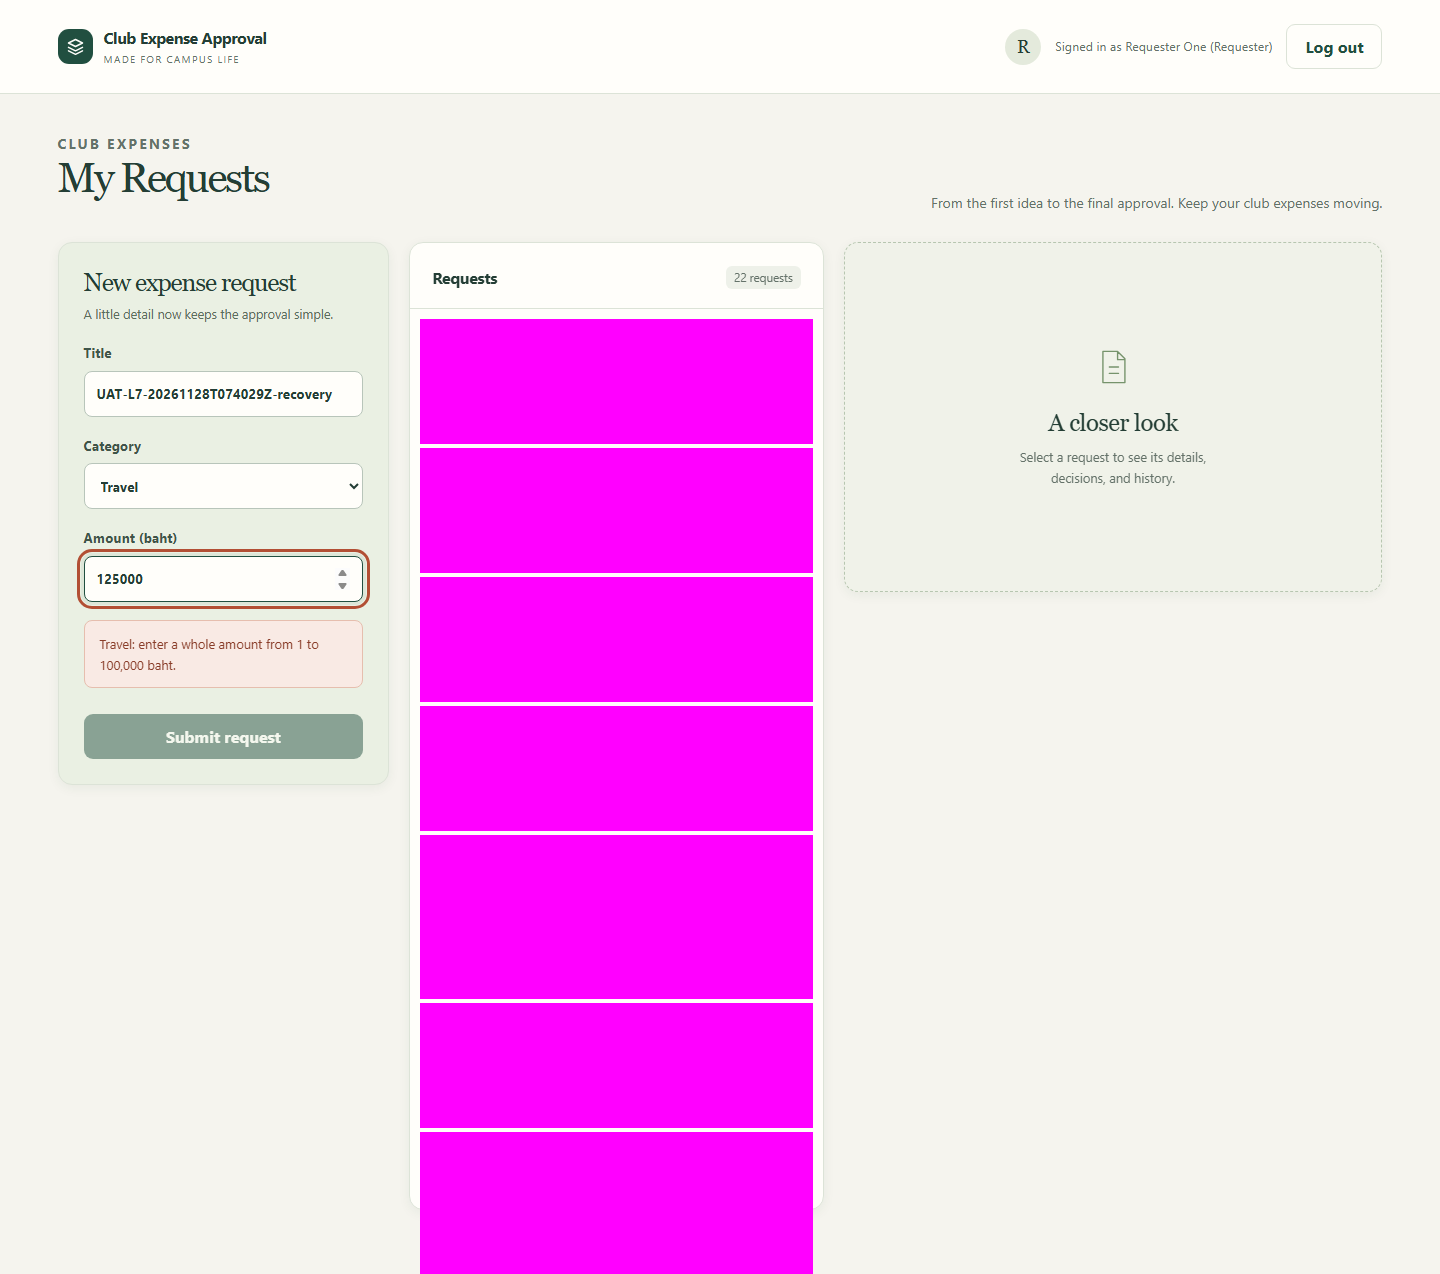 Club Expense Approval
MADE FOR CAMPUS LIFE
R
Signed in as Requester One (Requester)
Log out
CLUB EXPENSES
My Requests
From the first idea to the final approval. Keep your club expenses moving.
New expense request
A little detail now keeps the approval simple.
Title
UAT-L7-20261128T074029Z-recovery
Category
Travel
Amount (baht)
125000
Travel: enter a whole amount from 1 to
100,000 baht.
Submit request
Requests
22 requests
A closer look
Select a request to see its details,
decisions, and history.